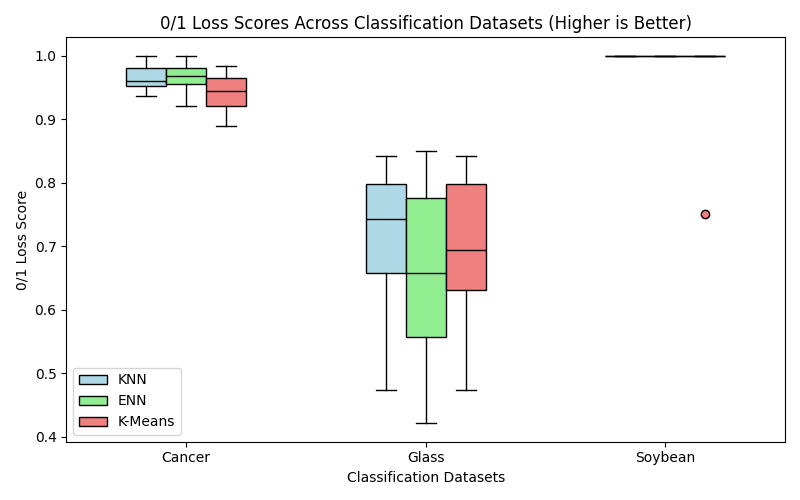 0/1 Loss Scores Across Classification Datasets (Higher is Better)
0/1 Loss Score
1.0
0.9
0.8
0.7
0.6
0.5
0.4
KNN
ENN
K-Means
Cancer
Glass
Soybean
Classification Datasets